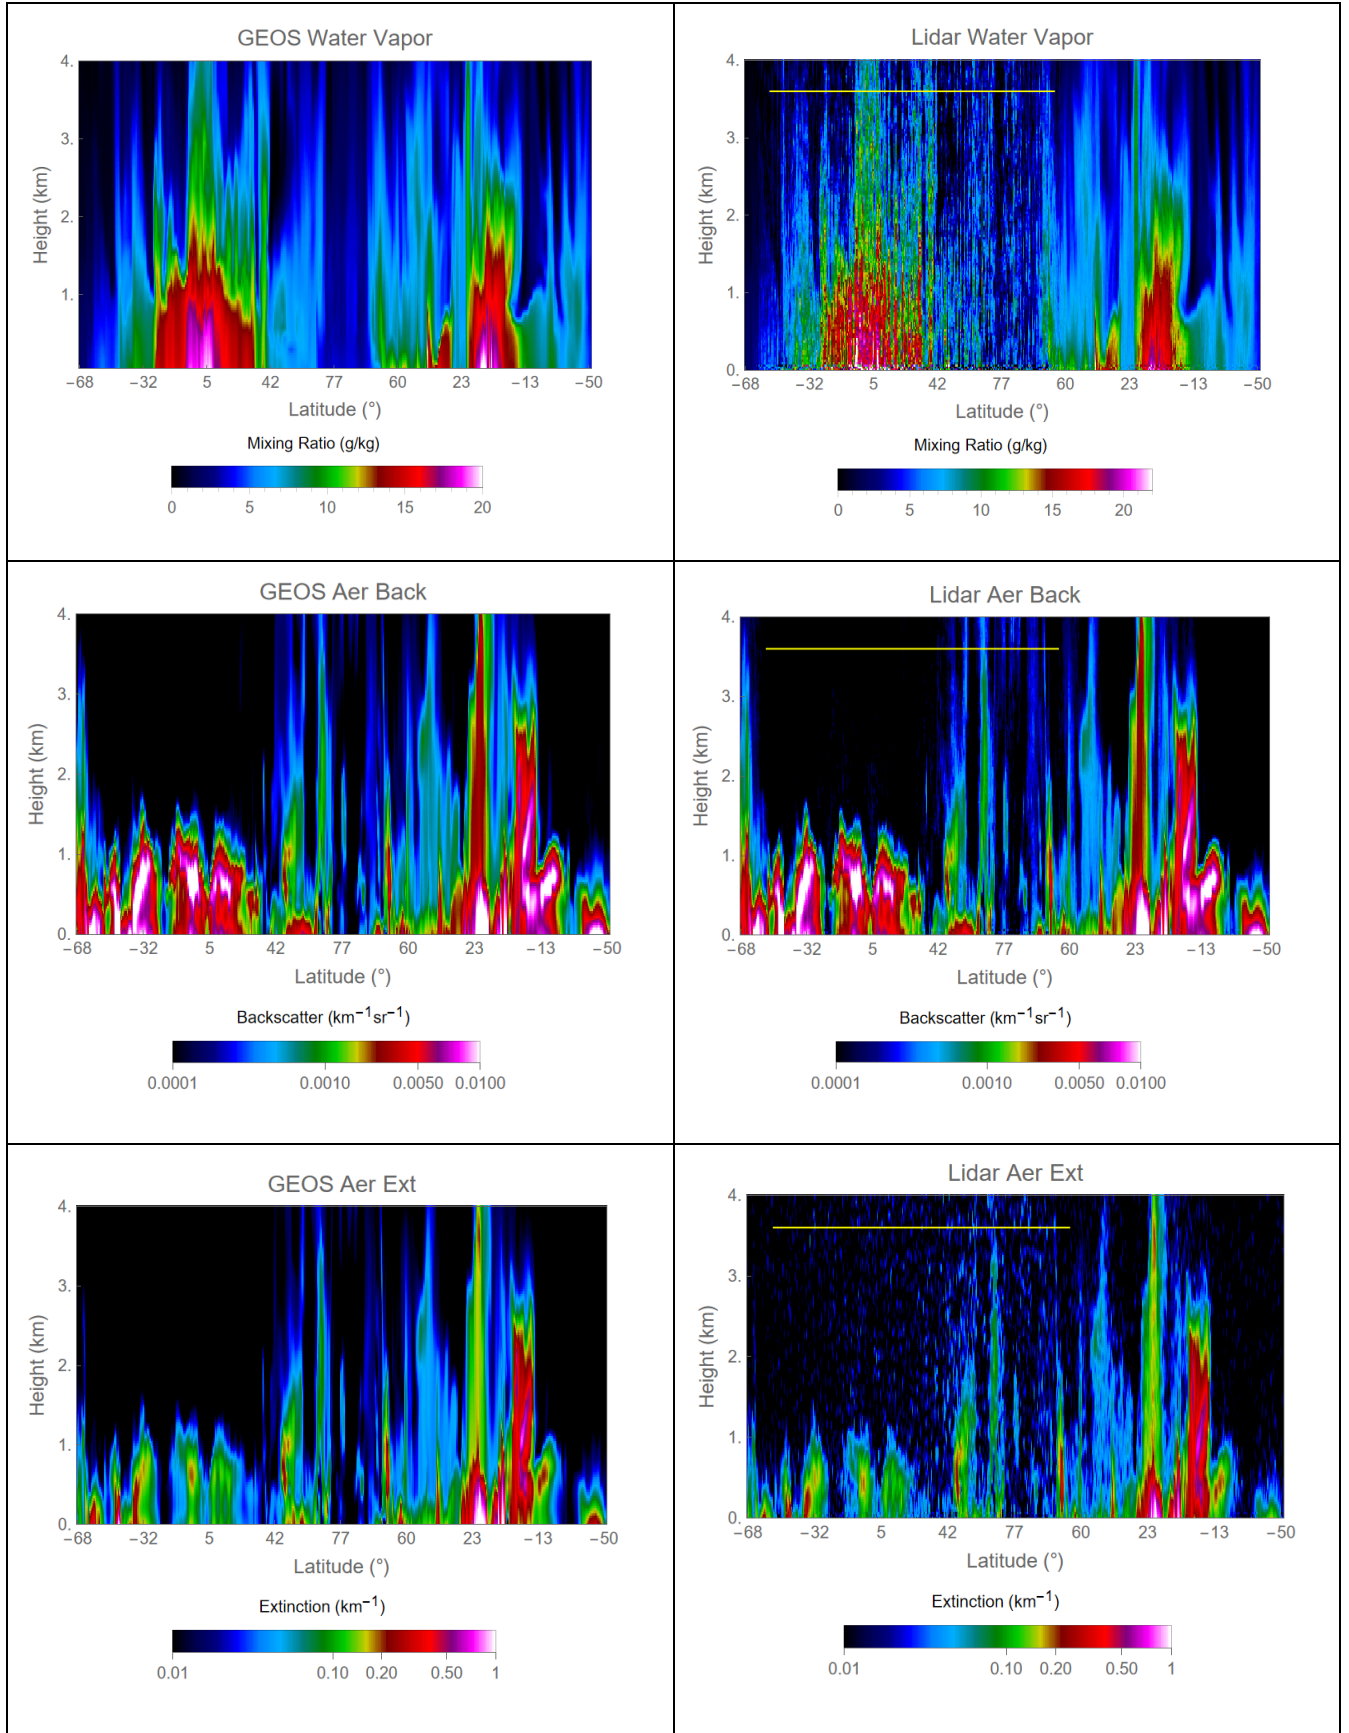 GEOS Water Vapor
4.
3.
2.
1.
Height (km)
−68 −32 5 42 77 60 23 −13 −50
Latitude (°)
Mixing Ratio (g/kg)
0 5 10 15 20
Lidar Water Vapor
4.
3.
2.
1.
0.
Height (km)
−68 −32 5 42 77 60 23 −13 −50
Latitude (°)
Mixing Ratio (g/kg)
0 5 10 15 20
GEOS Aer Back
4.
3.
2.
1.
0.
Height (km)
−68 −32 5 42 77 60 23 −13 −50
Latitude (°)
Backscatter (km⁻¹sr⁻¹)
0.0001 0.0010 0.0050 0.0100
Lidar Aer Back
4.
3.
2.
1.
0.
Height (km)
−68 −32 5 42 77 60 23 −13 −50
Latitude (°)
Backscatter (km⁻¹sr⁻¹)
0.0001 0.0010 0.0050 0.0100
GEOS Aer Ext
4.
3.
2.
1.
0.
Height (km)
−68 −32 5 42 77 60 23 −13 −50
Latitude (°)
Extinction (km⁻¹)
0.01 0.10 0.20 0.50 1
Lidar Aer Ext
4.
3.
2.
1.
0.
Height (km)
−68 −32 5 42 77 60 23 −13 −50
Latitude (°)
Extinction (km⁻¹)
0.01 0.10 0.20 0.50 1